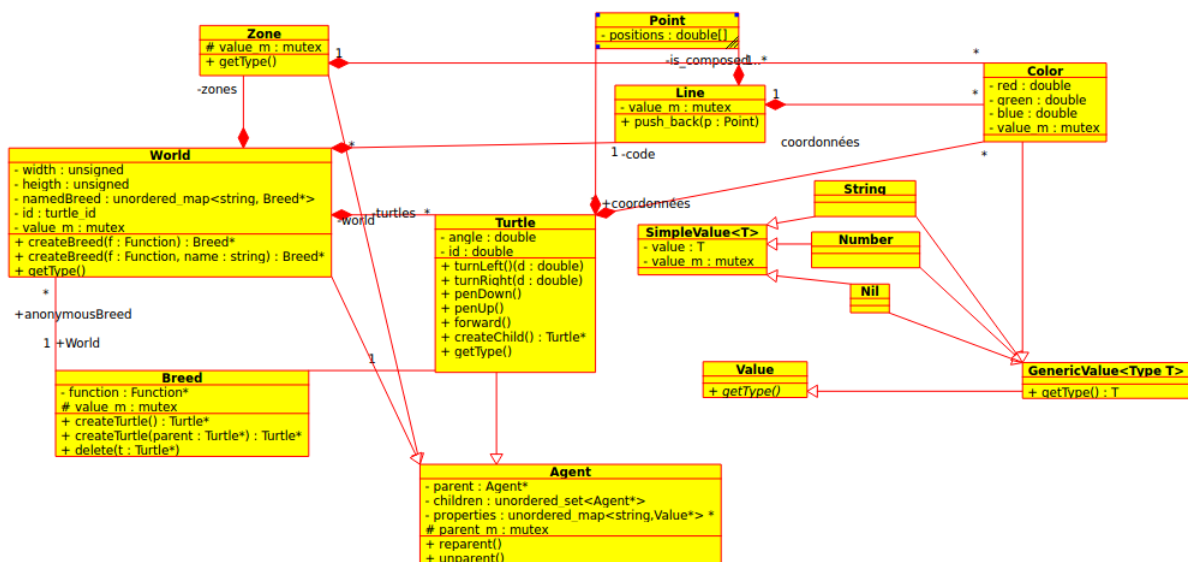 Zone
# value_m : mutex
+ getType()
1
-zones
Point
- positions : double[]
-is_composed
1..*
*
Line
- value_m : mutex
+ push_back(p : Point)
1
*
Color
- red : double
- green : double
- blue : double
- value_m : mutex
World
- width : unsigned
- heigth : unsigned
- namedBreed : unordered_map<string, Breed*>
- id : turtle_id
- value_m : mutex
+ createBreed(f : Function) : Breed*
+ createBreed(f : Function, name : string) : Breed*
+ getType()
*
1
-code
coordonnées
*
-turtles
*
-world
1
+coordonnées
Turtle
- angle : double
- id : double
+ turnLeft()(d : double)
+ turnRight(d : double)
+ penDown()
+ penUp()
+ forward()
+ createChild() : Turtle*
+ getType()
String
SimpleValue<T>
- value : T
- value_m : mutex
Number
Nil
*
+anonymousBreed
1
+World
1
Breed
- function : Function*
# value_m : mutex
+ createTurtle() : Turtle*
+ createTurtle(parent : Turtle*) : Turtle*
+ delete(t : Turtle*)
Value
+ getType()
GenericValue<Type T>
+ getType() : T
Agent
- parent : Agent*
- children : unordered_set<Agent*>
- properties : unordered_map<string,Value*> *
# parent_m : mutex
+ reparent()
+ unparent()